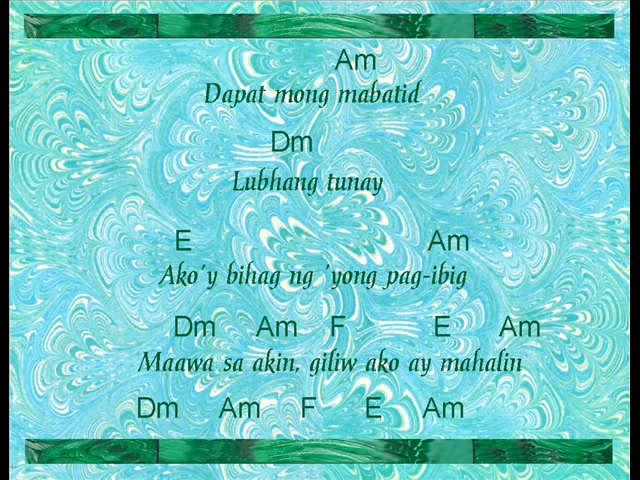 Am
Dapat mong mabatid
Dm
Lubhang tunay
E Am
Ako'y bihag ng 'yong pag-ibig
Dm Am F E Am
Maawa sa akin, giliw ako ay mahalin
Dm Am F E Am